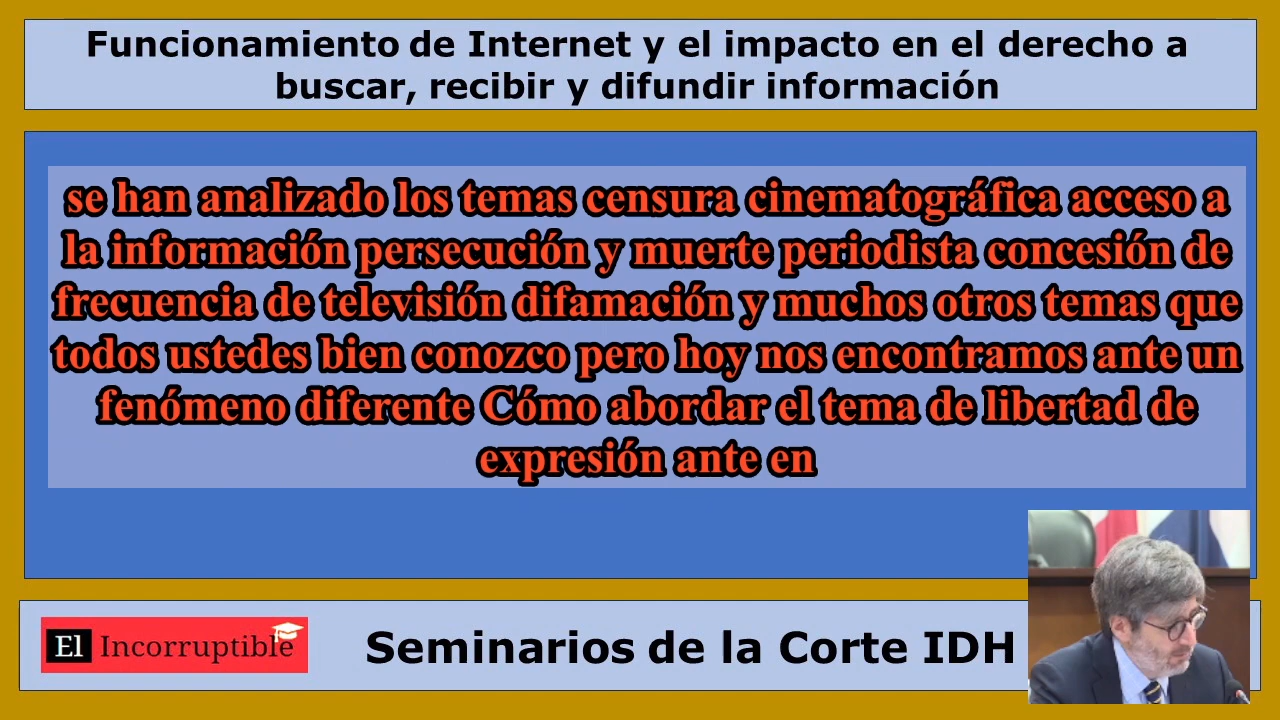 Funcionamiento de Internet y el impacto en el derecho a
buscar, recibir y difundir información
se han analizado los temas censura cinematográfica acceso a
la información persecución y muerte periodista concesión de
frecuencia de televisión difamación y muchos otros temas que
todos ustedes bien conozco pero hoy nos encontramos ante un
fenómeno diferente Cómo abordar el tema de libertad de
expresión ante en
El Incorruptible
Seminarios de la Corte IDH